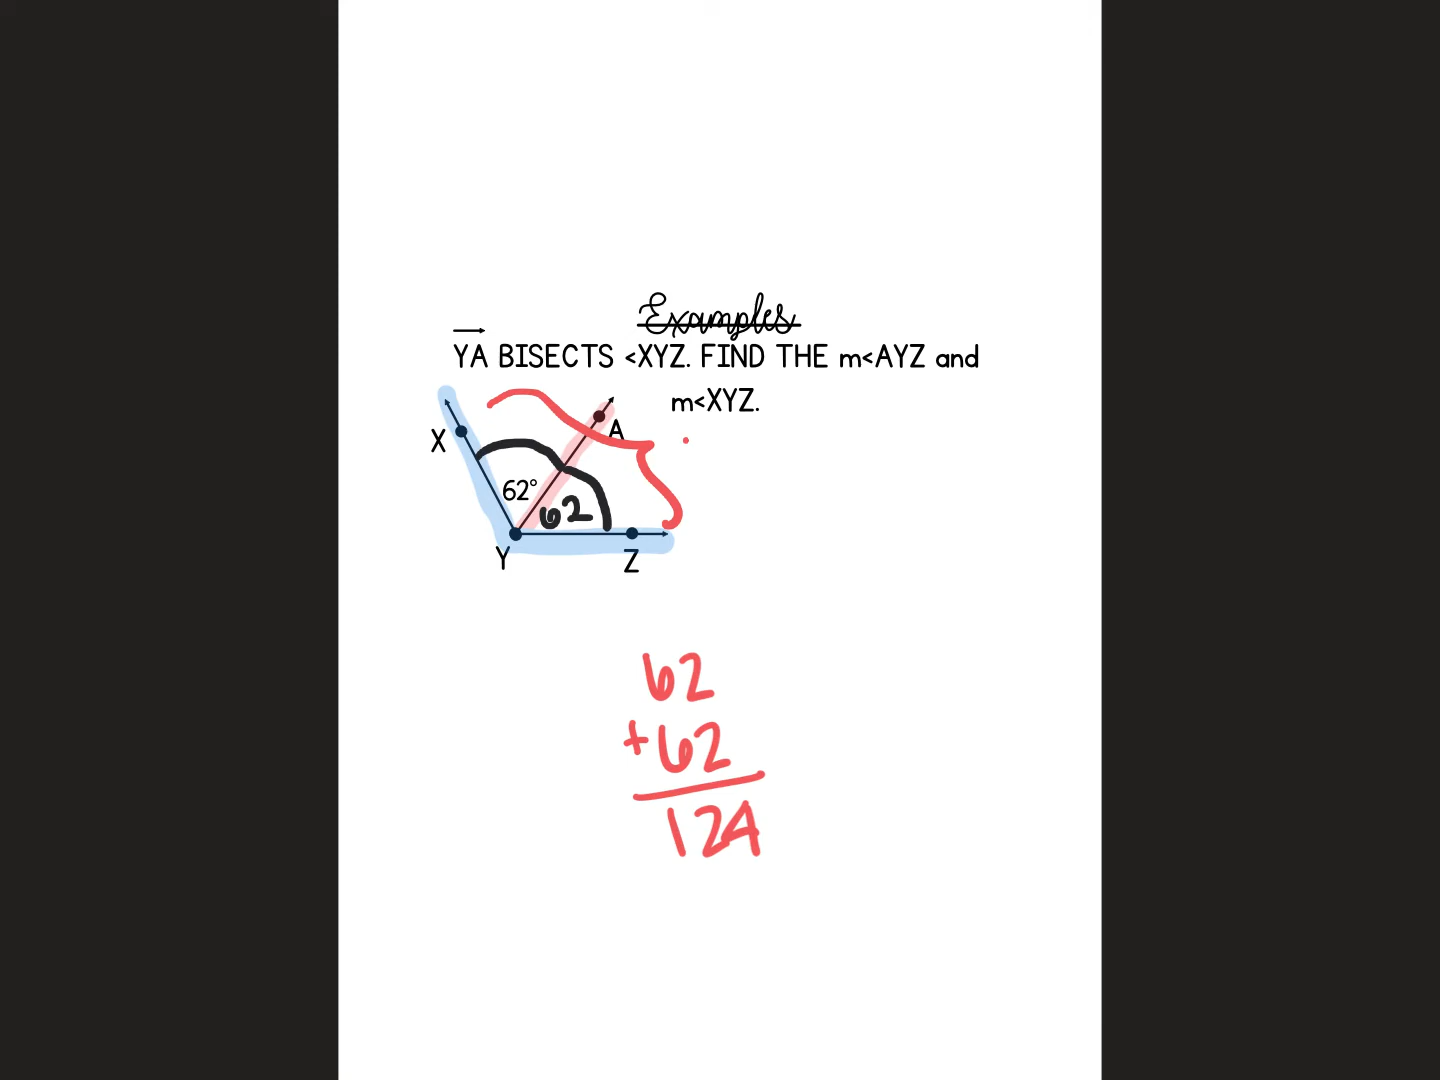 Examples
YA BISECTS <XYZ. FIND THE m<AYZ and
m<XYZ.
X
A
62°
62
Y
Z
62
+62
124